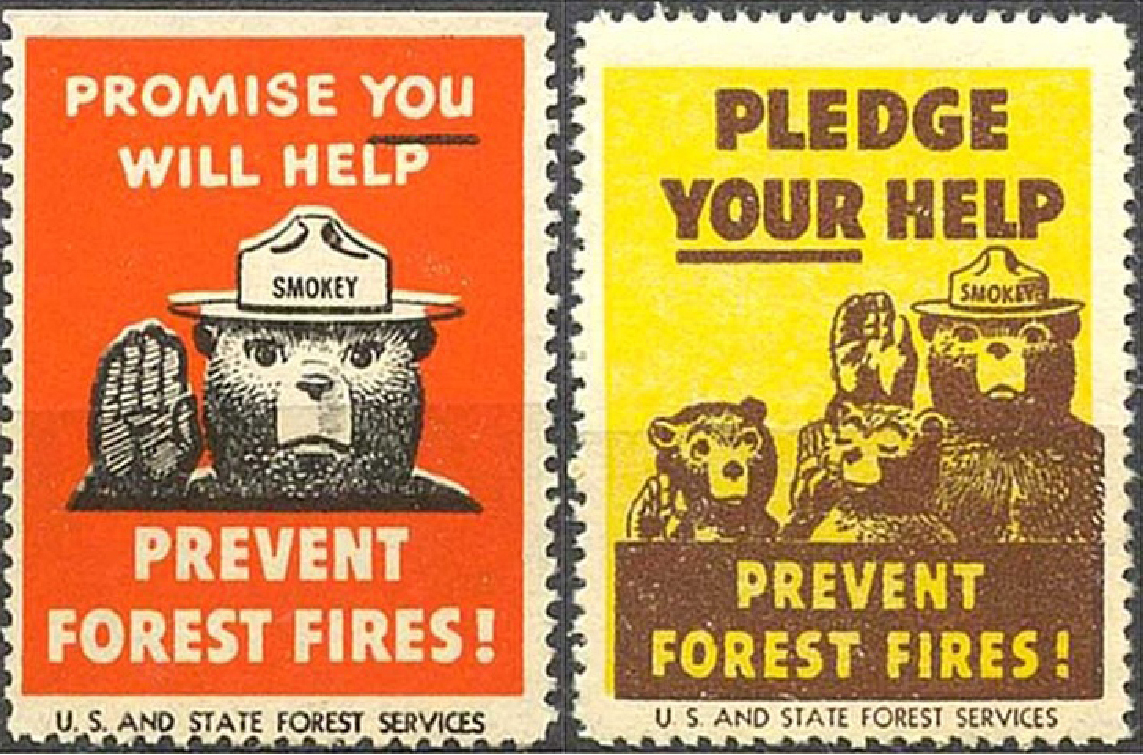 PROMISE YOU
WILL HELP
SMOKEY
PREVENT
FOREST FIRES!
U. S. AND STATE FOREST SERVICES
PLEDGE
YOUR HELP
SMOKEY
PREVENT
FOREST FIRES!
U. S. AND STATE FOREST SERVICES